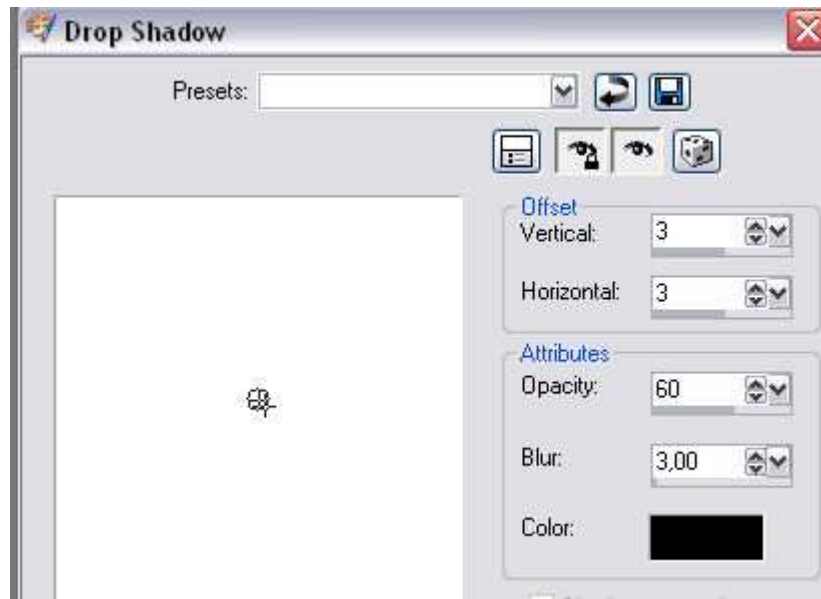 Drop Shadow
Presets:
Offset
Vertical: 3
Horizontal: 3
Attributes
Opacity: 60
Blur: 3,00
Color: